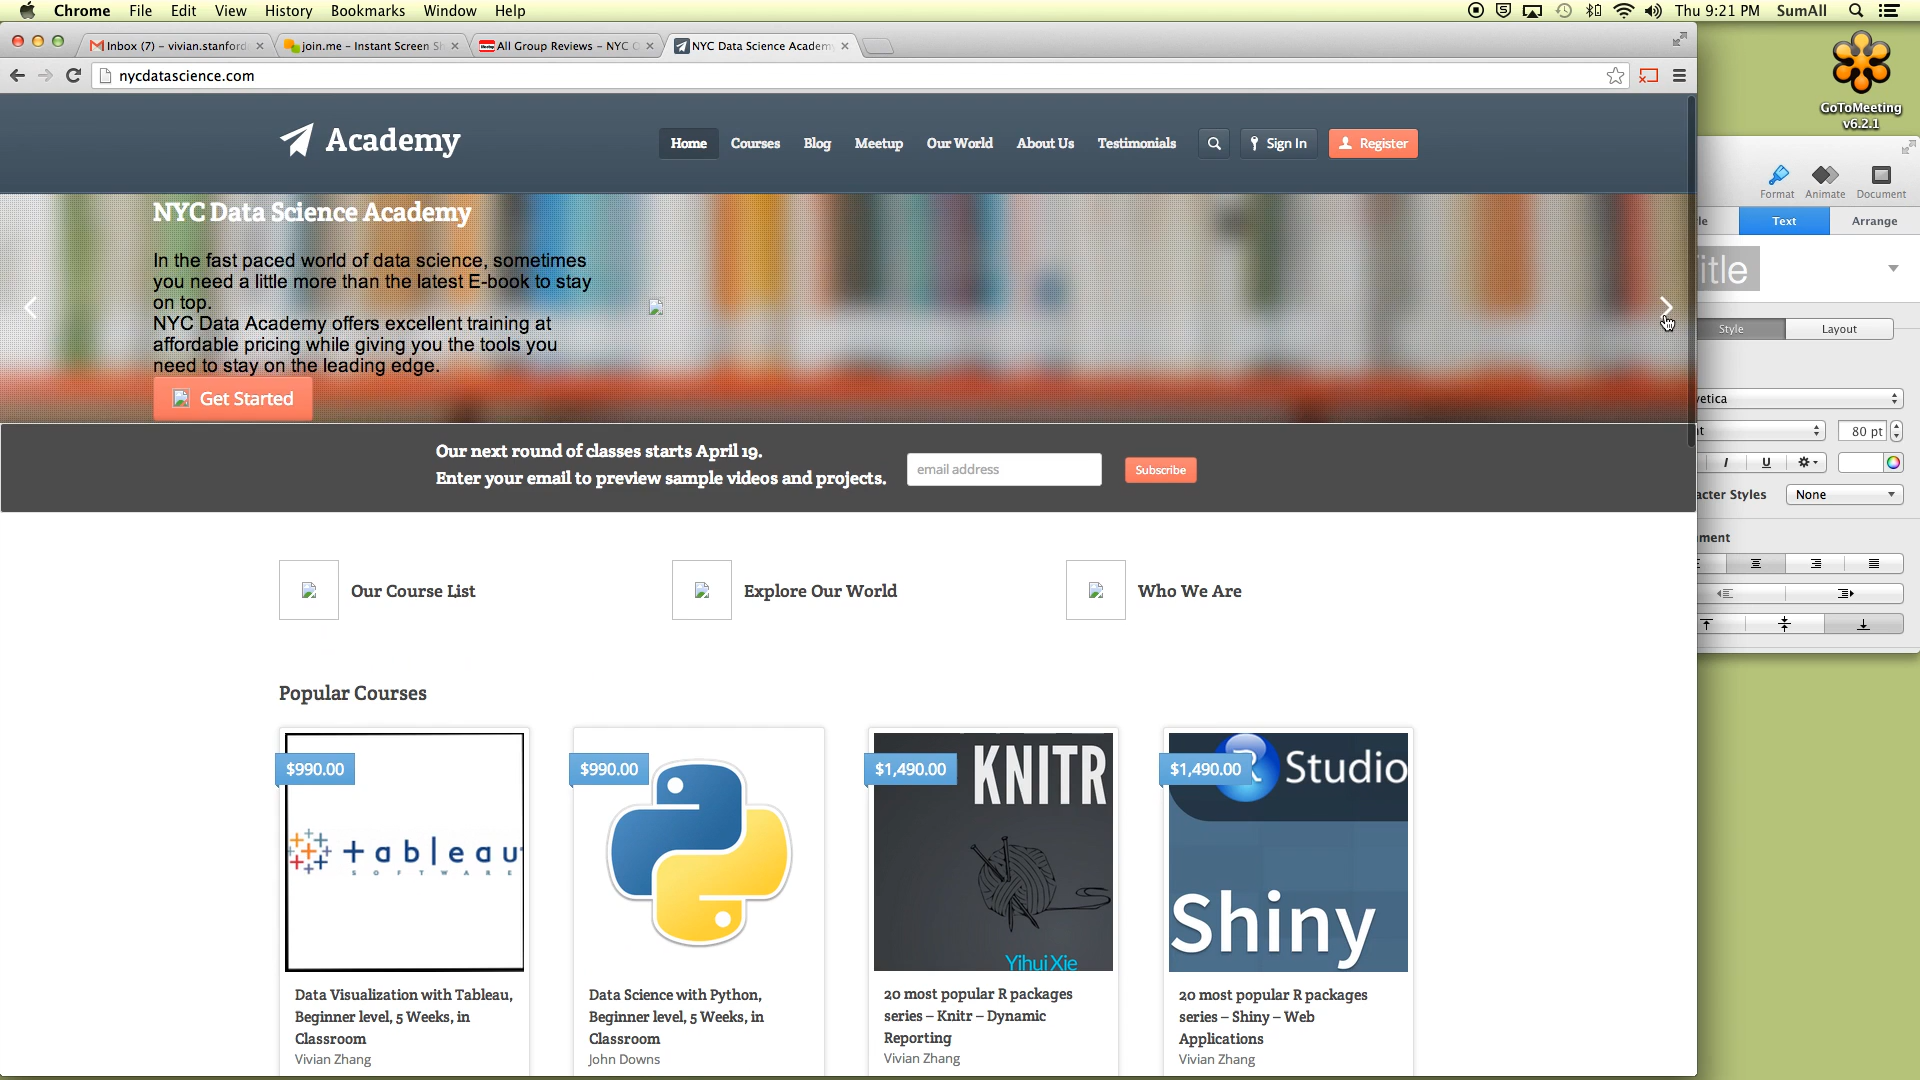 Chrome File Edit View History Bookmarks Window Help Thu 9:21 PM SumAll
Inbox (7) – vivian.stanford
join.me – Instant Screen Sh
All Group Reviews – NYC
NYC Data Science Academy
nycdatascience.com
GoToMeeting
v6.2.1
Academy
Home Courses Blog Meetup Our World About Us Testimonials Sign In Register
Format Animate Document
Text Arrange
Style Layout
80 pt
I U
None
NYC Data Science Academy
In the fast paced world of data science, sometimes
you need a little more than the latest E-book to stay
on top.
NYC Data Academy offers excellent training at
affordable pricing while giving you the tools you
need to stay on the leading edge.
Get Started
Our next round of classes starts April 19.
Enter your email to preview sample videos and projects.
email address
Subscribe
Our Course List
Explore Our World
Who We Are
Popular Courses
$990.00
tableau
SOFTWARE
Data Visualization with Tableau,
Beginner level, 5 Weeks, in
Classroom
Vivian Zhang
$990.00
Data Science with Python,
Beginner level, 5 Weeks, in
Classroom
John Downs
$1,490.00
KNITR
Yihui Xie
20 most popular R packages
series – Knitr – Dynamic
Reporting
Vivian Zhang
$1,490.00
R Studio
Shiny
20 most popular R packages
series – Shiny – Web
Applications
Vivian Zhang